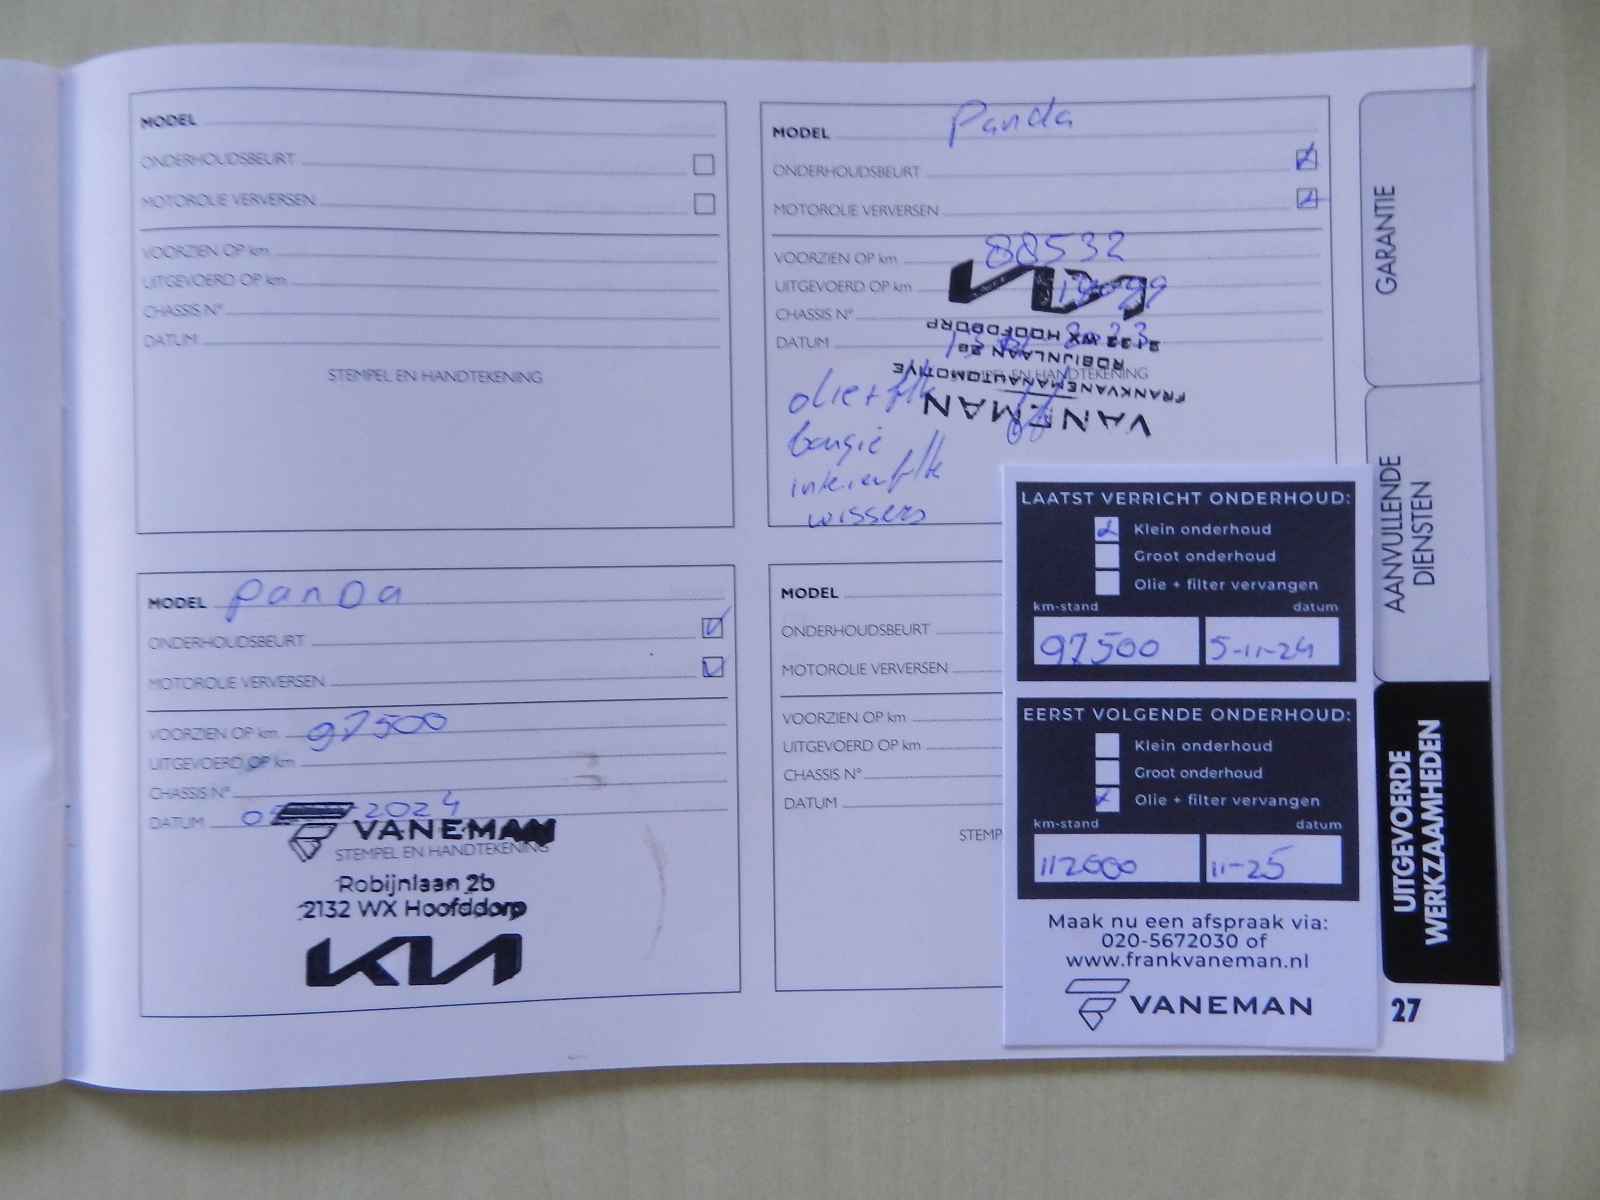 MODEL
ONDERHOUDSBEURT
MOTOROLIE VERVERSEN
VOORZIEN OP km
UITGEVOERD OP km
CHASSIS N°
DATUM
STEMPEL EN HANDTEKENING
MODEL Panda
ONDERHOUDSBEURT
MOTOROLIE VERVERSEN
VOORZIEN OP km 88532
UITGEVOERD OP km
CHASSIS N°
DATUM
STEMPEL EN HANDTEKENING
VANEMAN
FRANKVANEMANAUTOMOTIVE
ROBIJNLAAN 2B
2132 WX HOOFDDORP
KIA
olie + flk
bougie
interieurflk
wissers
MODEL PANDA
ONDERHOUDSBEURT
MOTOROLIE VERVERSEN
VOORZIEN OP km 97500
UITGEVOERD OP km
CHASSIS N°
DATUM 2024
VANEMAN
STEMPEL EN HANDTEKENING
Robijnlaan 2b
2132 WX Hoofddorp
KIA
MODEL
ONDERHOUDSBEURT
MOTOROLIE VERVERSEN
VOORZIEN OP km
UITGEVOERD OP km
CHASSIS N°
DATUM
STEMP
LAATST VERRICHT ONDERHOUD:
Klein onderhoud
Groot onderhoud
Olie + filter vervangen
km-stand datum
97500 5-11-24
EERST VOLGENDE ONDERHOUD:
Klein onderhoud
Groot onderhoud
Olie + filter vervangen
km-stand datum
112000 11-25
Maak nu een afspraak via:
020-5672030 of
www.frankvaneman.nl
VANEMAN
GARANTIE
AANVULLENDE
DIENSTEN
UITGEVOERDE
WERKZAAMHEDEN
27